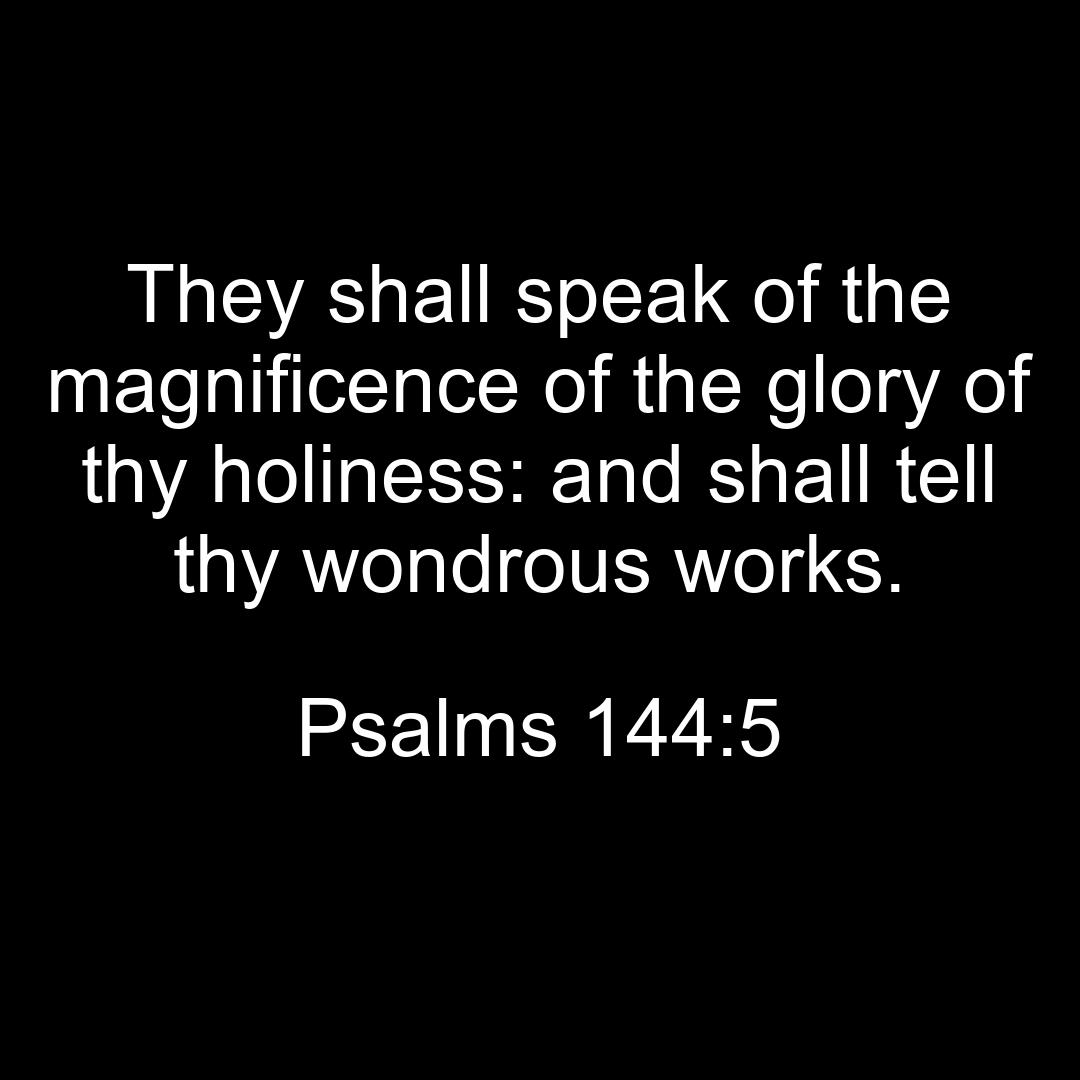 They shall speak of the
magnificence of the glory of
thy holiness: and shall tell
thy wondrous works.
Psalms 144:5